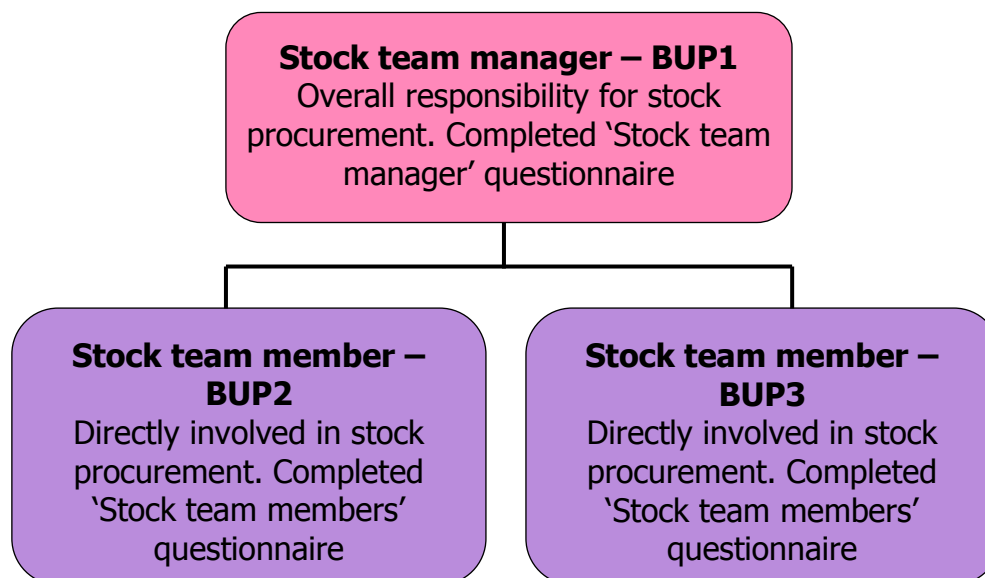 Stock team manager – BUP1
Overall responsibility for stock
procurement. Completed ‘Stock team
manager’ questionnaire
Stock team member –
BUP2
Directly involved in stock
procurement. Completed
‘Stock team members’
questionnaire
Stock team member –
BUP3
Directly involved in stock
procurement. Completed
‘Stock team members’
questionnaire